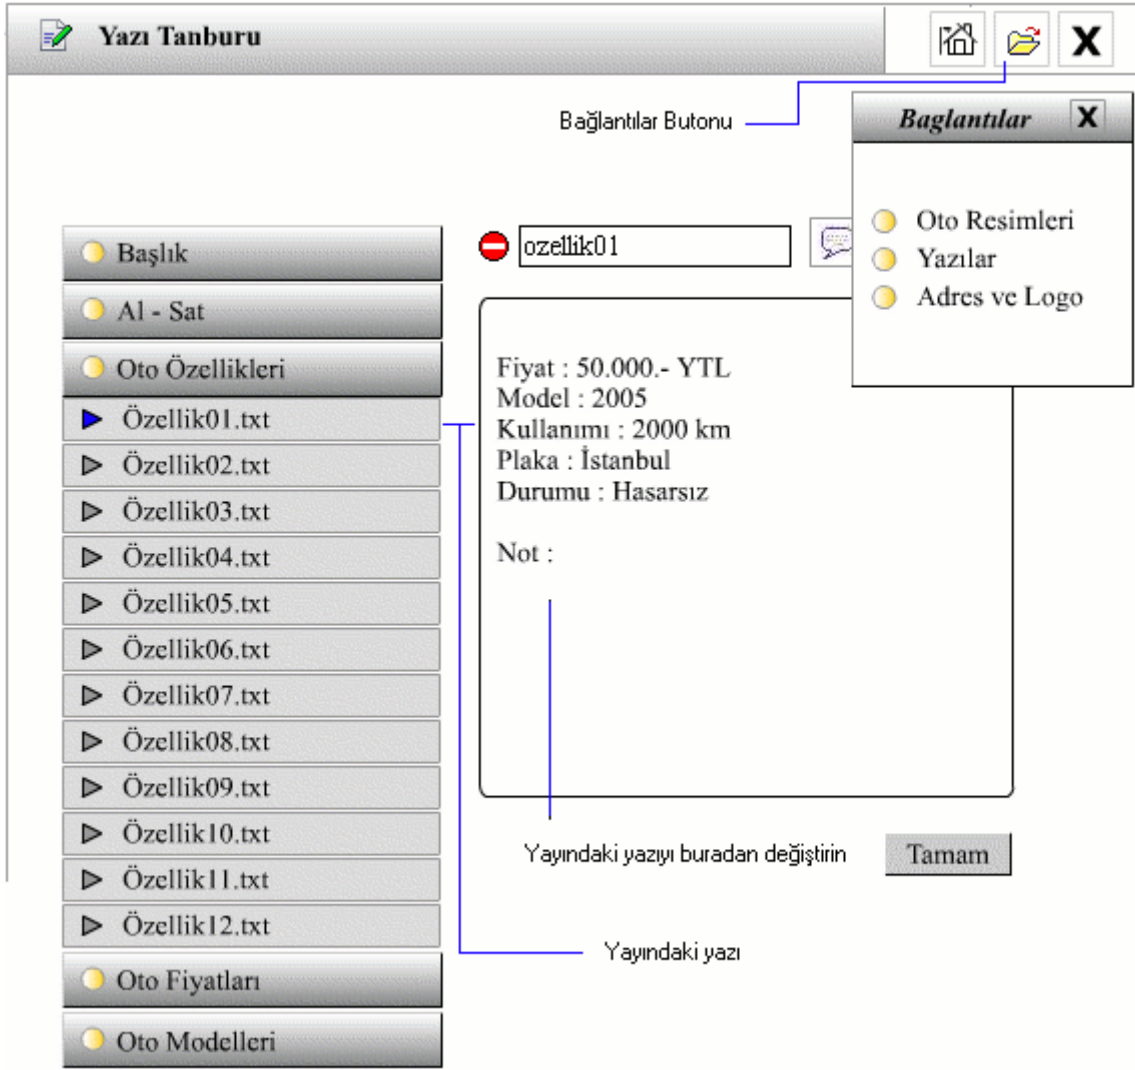 Yazı Tanburu
X
Bağlantılar Butonu
Baglantılar X
Oto Resimleri
Yazılar
Adres ve Logo
Başlık
Al - Sat
Oto Özellikleri
Özellik01.txt
Özellik02.txt
Özellik03.txt
Özellik04.txt
Özellik05.txt
Özellik06.txt
Özellik07.txt
Özellik08.txt
Özellik09.txt
Özellik10.txt
Özellik11.txt
Özellik12.txt
Oto Fiyatları
Oto Modelleri
ozellik01
Fiyat : 50.000.- YTL
Model : 2005
Kullanımı : 2000 km
Plaka : İstanbul
Durumu : Hasarsız
Not :
Yayındaki yazıyı buradan değiştirin
Tamam
Yayındaki yazı